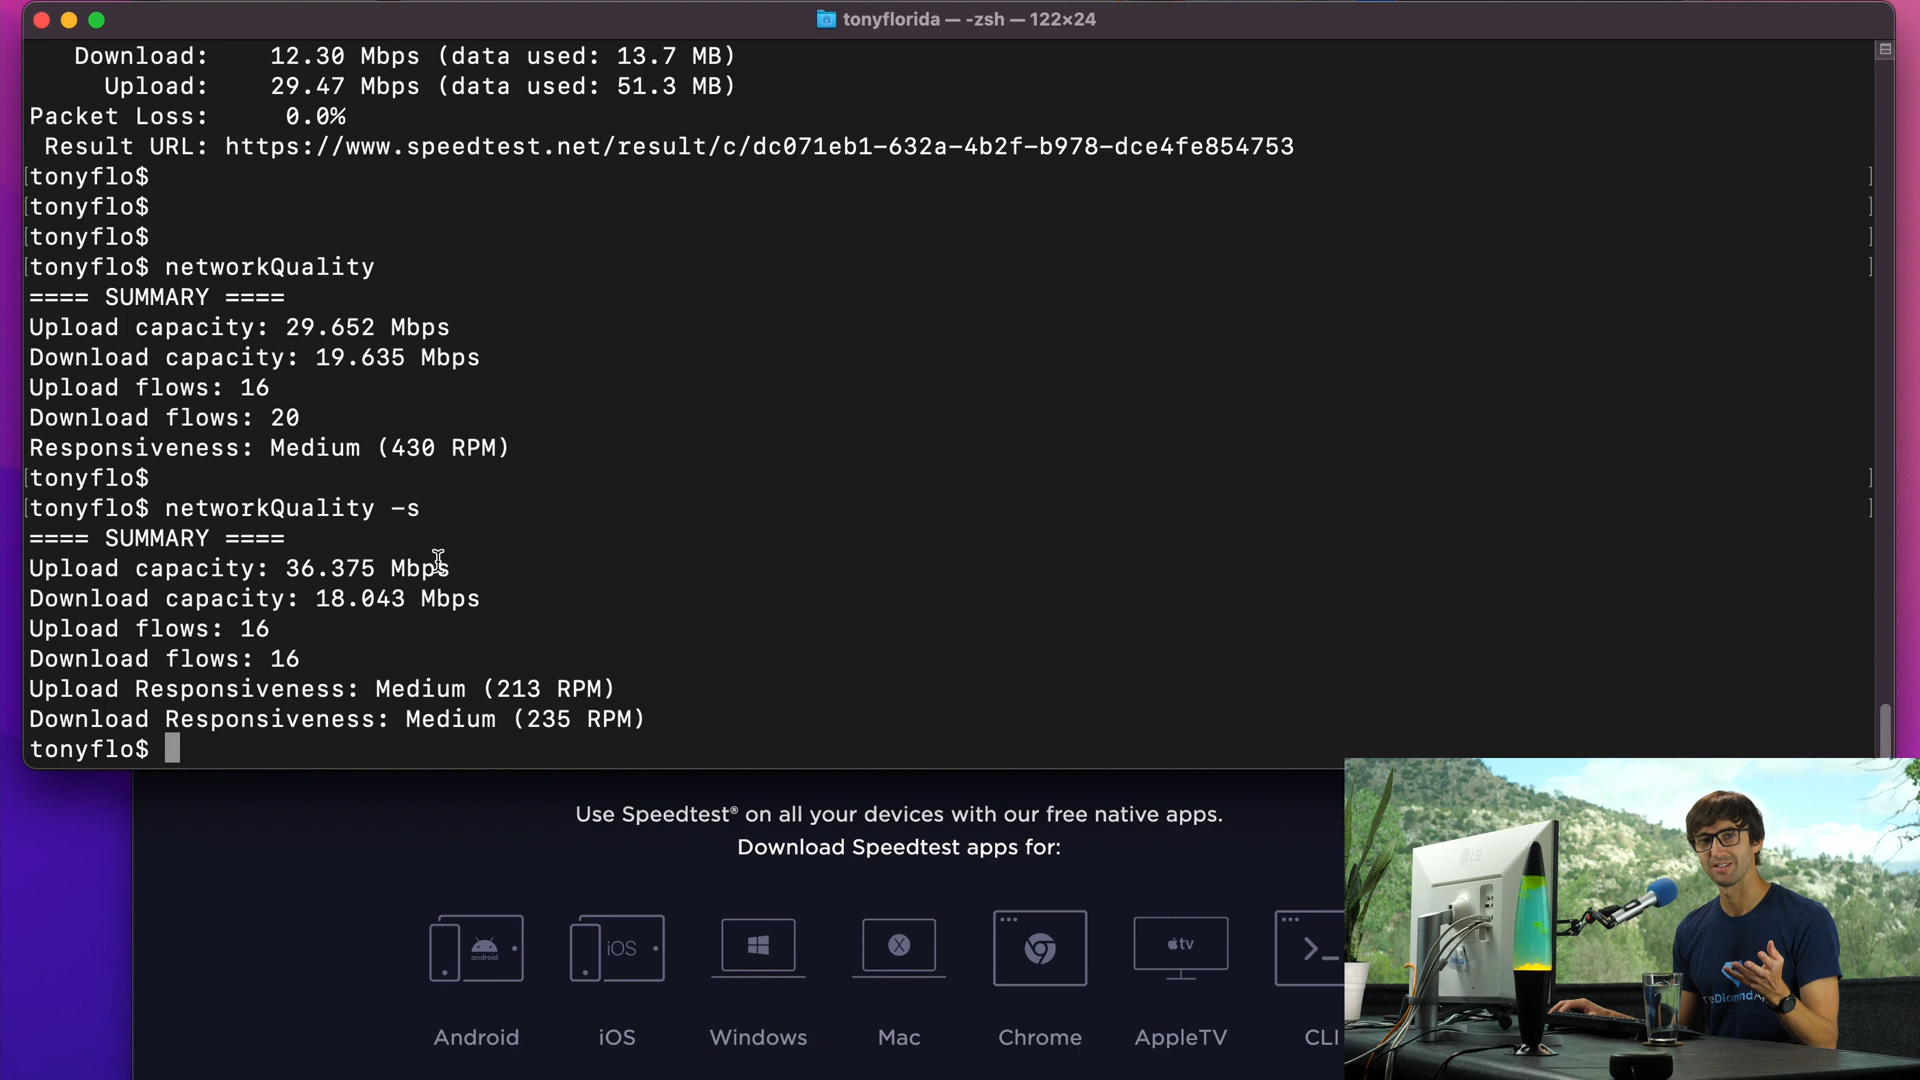 tonyflorida — -zsh — 122×24
Download: 12.30 Mbps (data used: 13.7 MB)
Upload: 29.47 Mbps (data used: 51.3 MB)
Packet Loss: 0.0%
Result URL: https://www.speedtest.net/result/c/dc071eb1-632a-4b2f-b978-dce4fe854753
[tonyflo$ ]
[tonyflo$ ]
[tonyflo$ ]
[tonyflo$ networkQuality ]
==== SUMMARY ====
Upload capacity: 29.652 Mbps
Download capacity: 19.635 Mbps
Upload flows: 16
Download flows: 20
Responsiveness: Medium (430 RPM)
[tonyflo$ ]
[tonyflo$ networkQuality -s ]
==== SUMMARY ====
Upload capacity: 36.375 Mbps
Download capacity: 18.043 Mbps
Upload flows: 16
Download flows: 16
Upload Responsiveness: Medium (213 RPM)
Download Responsiveness: Medium (235 RPM)
tonyflo$
Use Speedtest® on all your devices with our free native apps.
Download Speedtest apps for:
android
iOS
X
tv
>_
Android
iOS
Windows
Mac
Chrome
AppleTV
CLI
LG